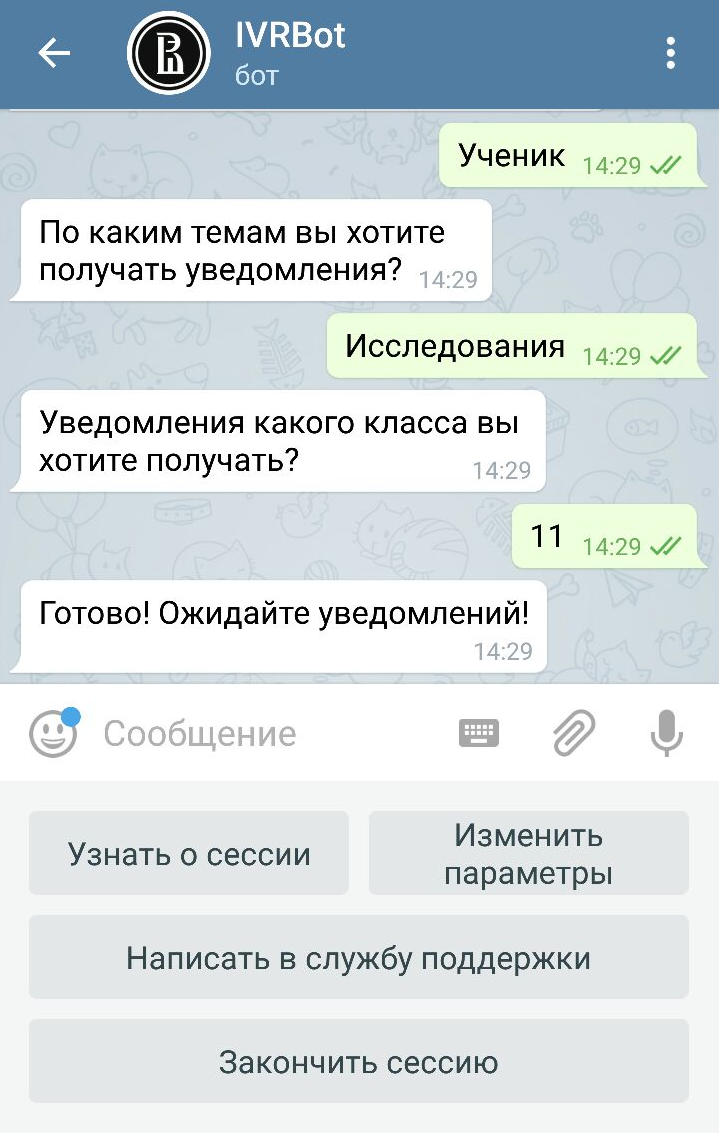 IVRBot
бот
Ученик 14:29
По каким темам вы хотите
получать уведомления? 14:29
Исследования 14:29
Уведомления какого класса вы
хотите получать? 14:29
11 14:29
Готово! Ожидайте уведомлений!
14:29
Сообщение
Узнать о сессии
Изменить
параметры
Написать в службу поддержки
Закончить сессию